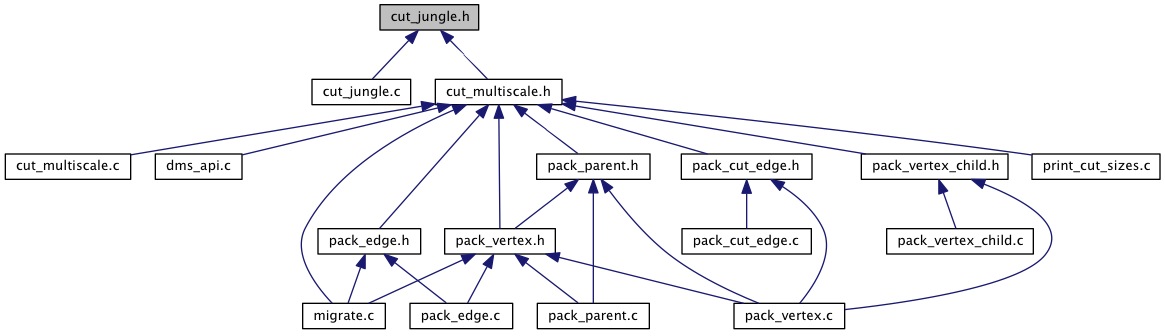 cut_jungle.h
cut_jungle.c
cut_multiscale.h
cut_multiscale.c
dms_api.c
pack_parent.h
pack_cut_edge.h
pack_vertex_child.h
print_cut_sizes.c
pack_edge.h
pack_vertex.h
pack_cut_edge.c
pack_vertex_child.c
migrate.c
pack_edge.c
pack_parent.c
pack_vertex.c